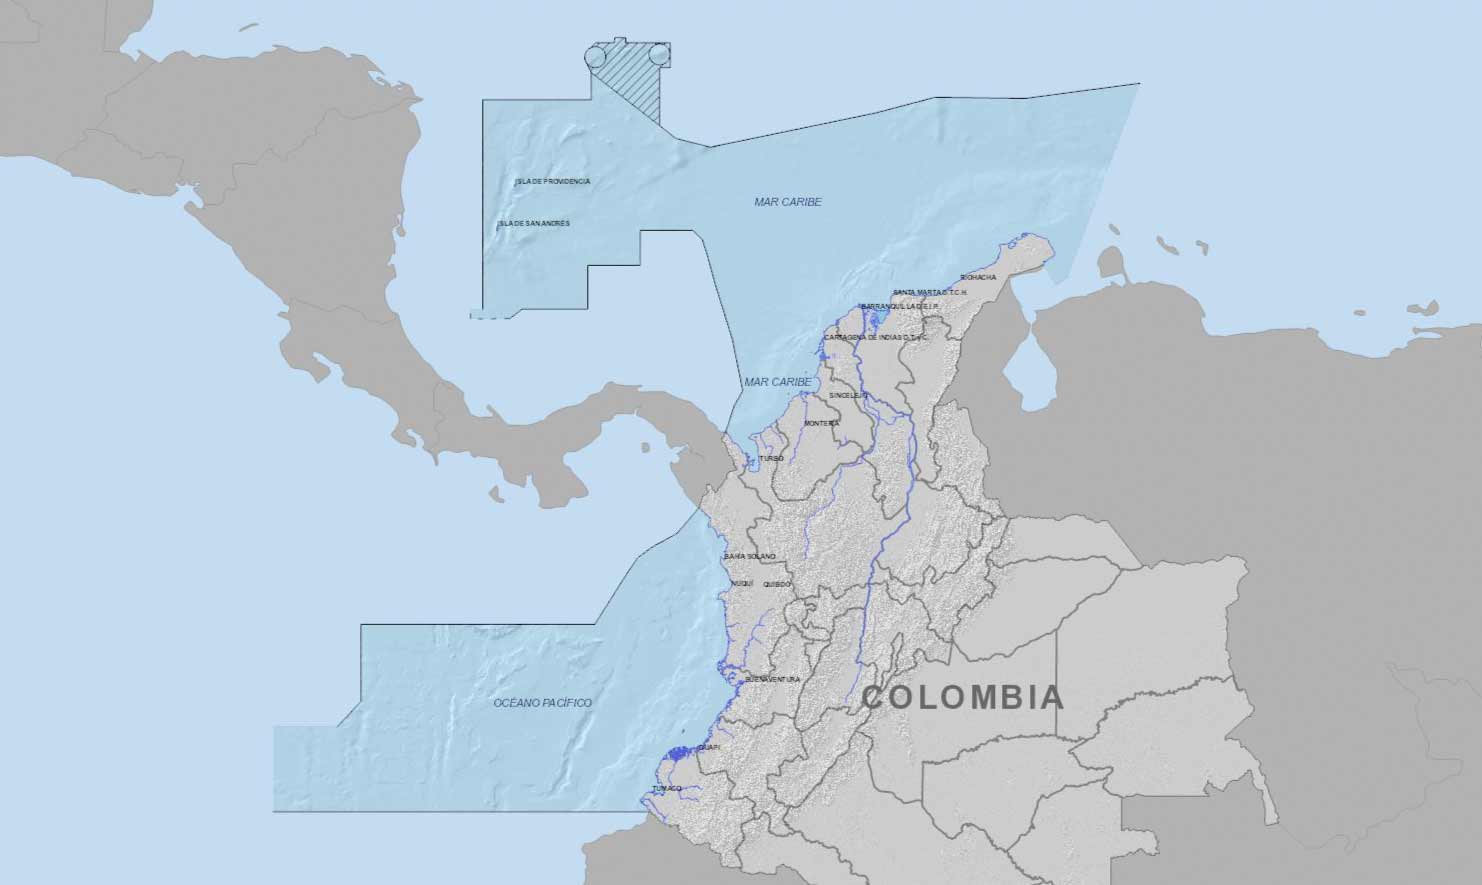 ISLA DE PROVIDENCIA
MAR CARIBE
ISLA DE SAN ANDRÉS
RIOHACHA
SANTA MARTA D.T.C.H.
BARRANQUILLA D.E.I.P.
CARTAGENA DE INDIAS D.T. y C.
MAR CARIBE
SINCELEJO
MONTERÍA
TURBO
BAHÍA SOLANO
NUQUÍ
QUIBDO
BUENAVENTURA
COLOMBIA
OCÉANO PACÍFICO
GUAPI
TUMACO